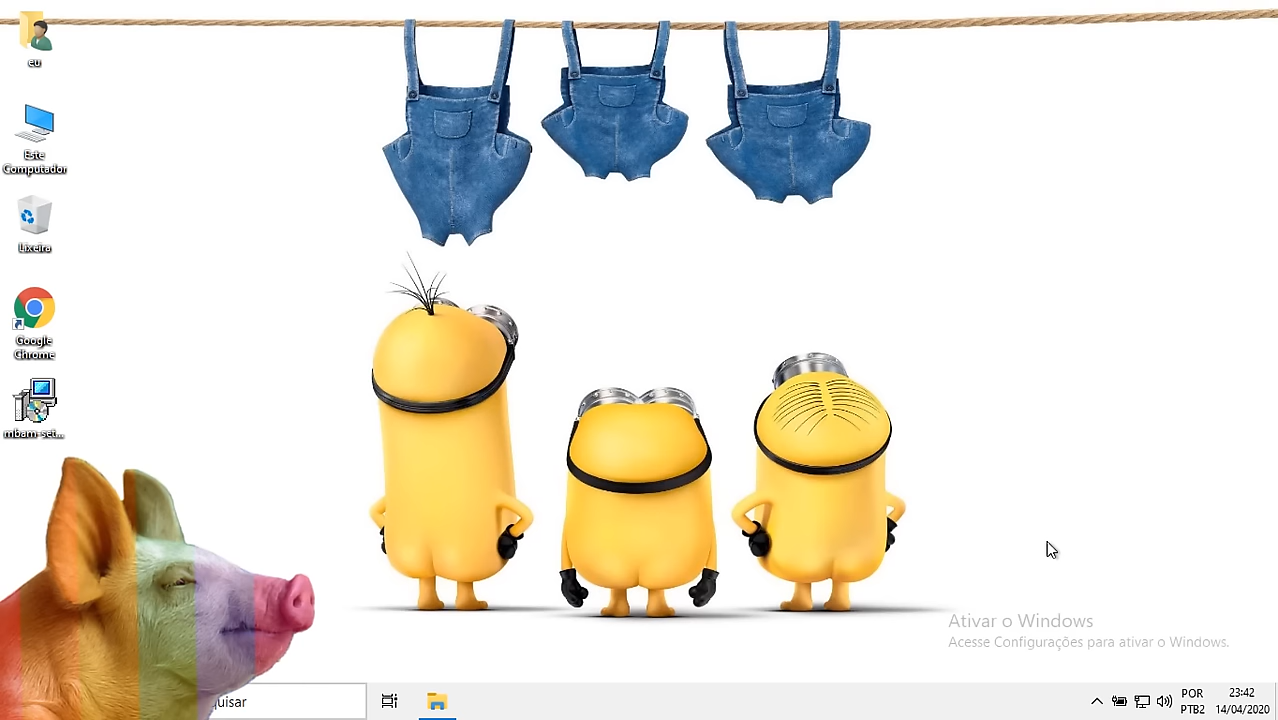 eu
Este
Computador
Lixeira
Google
Chrome
mbam-set...
Ativar o Windows
Acesse Configurações para ativar o Windows.
POR
PTB2
23:42
14/04/2020